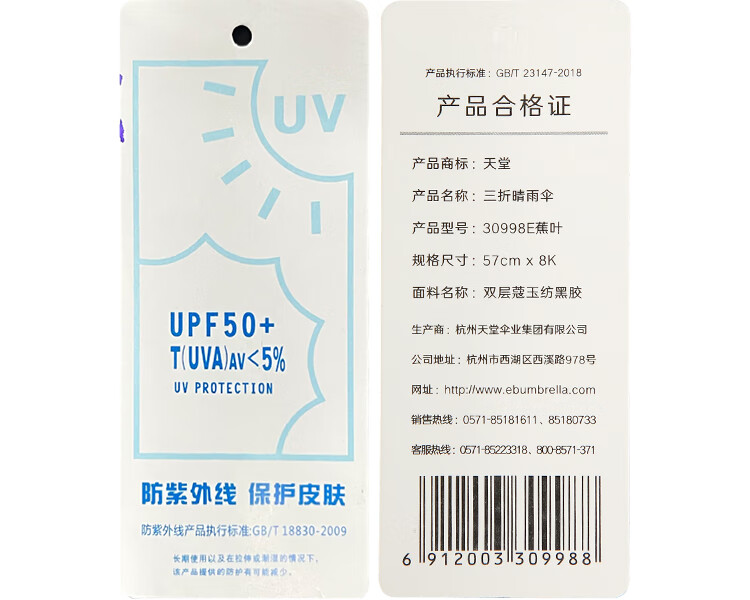 UV
UPF50+
T(UVA)AV<5%
UV PROTECTION
防紫外线 保护皮肤
防紫外线产品执行标准:GB/T 18830-2009
长期使用以及在拉伸或潮湿的情况下,
该产品提供的防护有可能减少。
产品执行标准：GB/T 23147-2018
产品合格证
产品商标：天堂
产品名称：三折晴雨伞
产品型号：30998E蕉叶
规格尺寸：57cm x 8K
面料名称：双层蔻玉纺黑胶
生产商：杭州天堂伞业集团有限公司
公司地址：杭州市西湖区西溪路978号
网址：http://www.ebumbrella.com
销售热线：0571-85181611、85180733
客服热线：0571-85223318、800-8571-371
6 912003 309988